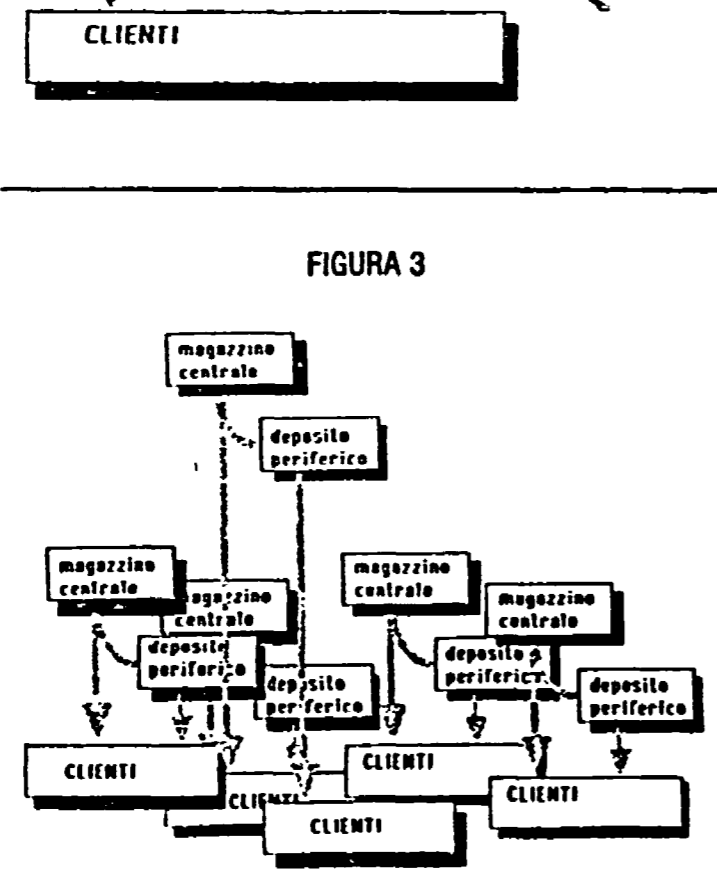 CLIENTI
FIGURA 3
magazzino
centrale
deposito
periferico
magazzino
centrale
magazzino
centrale
deposito
periferico
deposito
periferico
magazzino
centrale
magazzino
centrale
deposito
periferico
deposito
periferico
CLIENTI
CLIENTI
CLIENTI
CLIENTI
CLIENTI